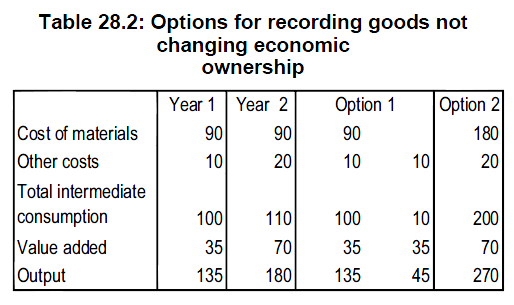 Table 28.2: Options for recording goods not
changing economic
ownership
Year 1 Year 2 Option 1 Option 2
Cost of materials 90 90 90 180
Other costs 10 20 10 10 20
Total intermediate
consumption 100 110 100 10 200
Value added 35 70 35 35 70
Output 135 180 135 45 270